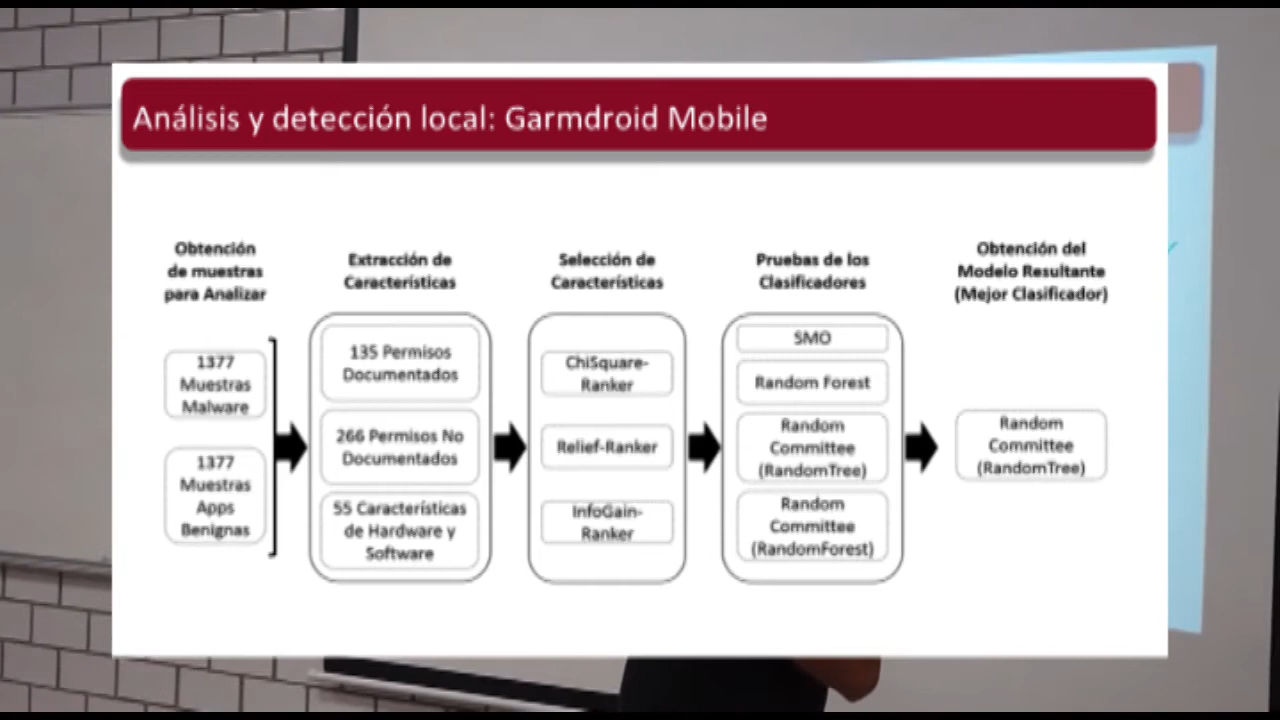 Análisis y detección local: Garmdroid Mobile
Obtención
de muestras
para Analizar
1377
Muestras
Malware
1377
Muestras
Apps
Benignas
Extracción de
Características
135 Permisos
Documentados
266 Permisos No
Documentados
55 Características
de Hardware y
Software
Selección de
Características
ChiSquare-
Ranker
Relief-Ranker
InfoGain-
Ranker
Pruebas de los
Clasificadores
SMO
Random Forest
Random
Committee
(RandomTree)
Random
Committee
(RandomForest)
Obtención del
Modelo Resultante
(Mejor Clasificador)
Random
Committee
(RandomTree)